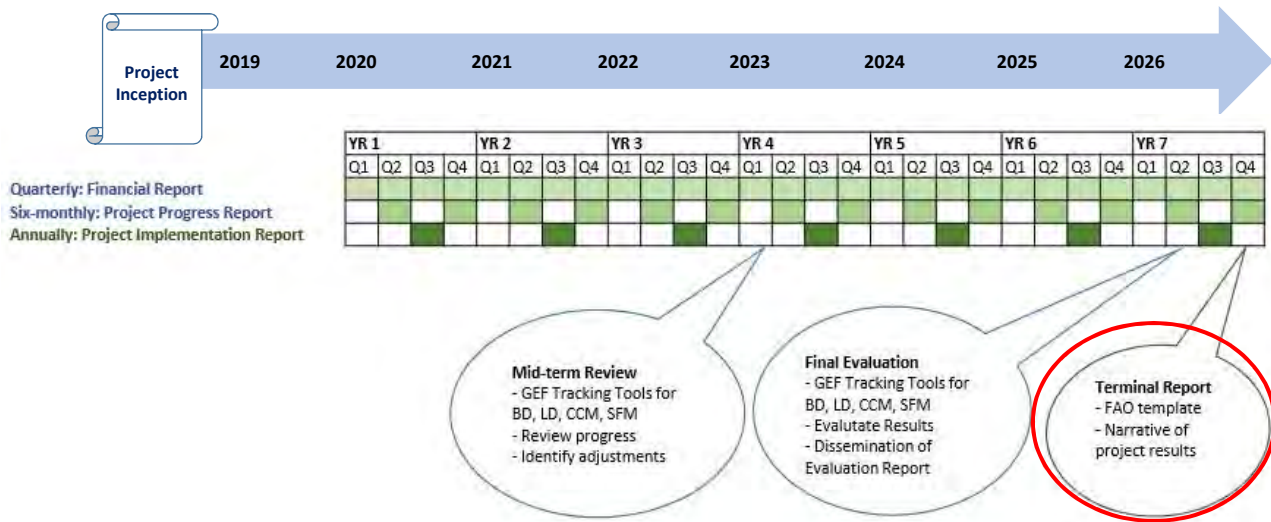 Project
Inception
2019 2020 2021 2022 2023 2024 2025 2026
YR 1 YR 2 YR 3 YR 4 YR 5 YR 6 YR 7
Q1 Q2 Q3 Q4 Q1 Q2 Q3 Q4 Q1 Q2 Q3 Q4 Q1 Q2 Q3 Q4 Q1 Q2 Q3 Q4 Q1 Q2 Q3 Q4 Q1 Q2 Q3 Q4
Quarterly: Financial Report
Six-monthly: Project Progress Report
Annually: Project Implementation Report
Mid-term Review
- GEF Tracking Tools for
BD, LD, CCM, SFM
- Review progress
- Identify adjustments
Final Evaluation
- GEF Tracking Tools for
BD, LD, CCM, SFM
- Evalutate Results
- Dissemination of
Evaluation Report
Terminal Report
- FAO template
- Narrative of
project results